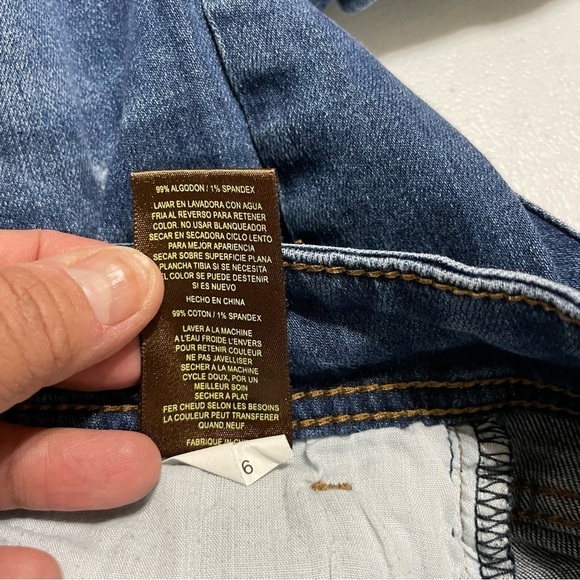 99% ALGODON / 1% SPANDEX
LAVAR EN LAVADORA CON AGUA
FRIA AL REVERSO PARA RETENER
COLOR. NO USAR BLANQUEADOR
SECAR EN SECADORA CICLO LENTO
PARA MEJOR APARIENCIA
SECAR SOBRE SUPERFICIE PLANA
PLANCHA TIBIA SI SE NECESITA
EL COLOR SE PUEDE DESTENIR
SI ES NUEVO
HECHO EN CHINA
99% COTON / 1% SPANDEX
LAVER A LA MACHINE
A L'EAU FROIDE L'ENVERS
POUR RETENIR COULEUR
NE PAS JAVELLISER
SECHER A LA MACHINE
CYCLE DOUX, POR UN
MEILLEUR SOIN
SECHER A PLAT
FER CHEUD SELON LES BESOINS
LA COULEUR PEUT TRANSFERER
QUAND NEUF
FABRIQUE IN
6